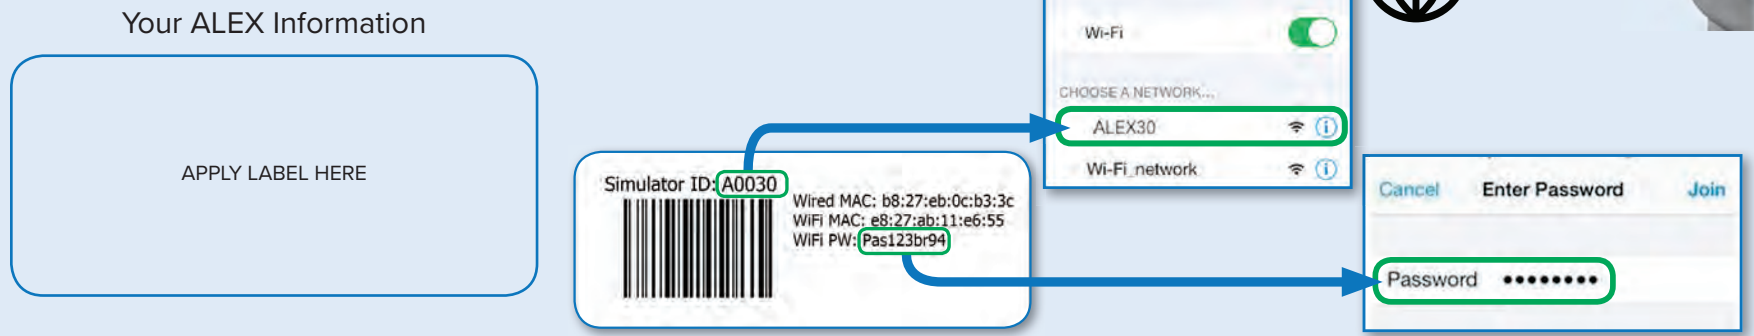 Your ALEX Information
APPLY LABEL HERE
Simulator ID: A0030
Wired MAC: b8:27:eb:0c:b3:3c
WiFi MAC: e8:27:ab:11:e6:55
WiFi PW: Pas123br94
Wi-Fi
CHOOSE A NETWORK...
ALEX30
Wi-Fi_network
Cancel Enter Password Join
Password ••••••••